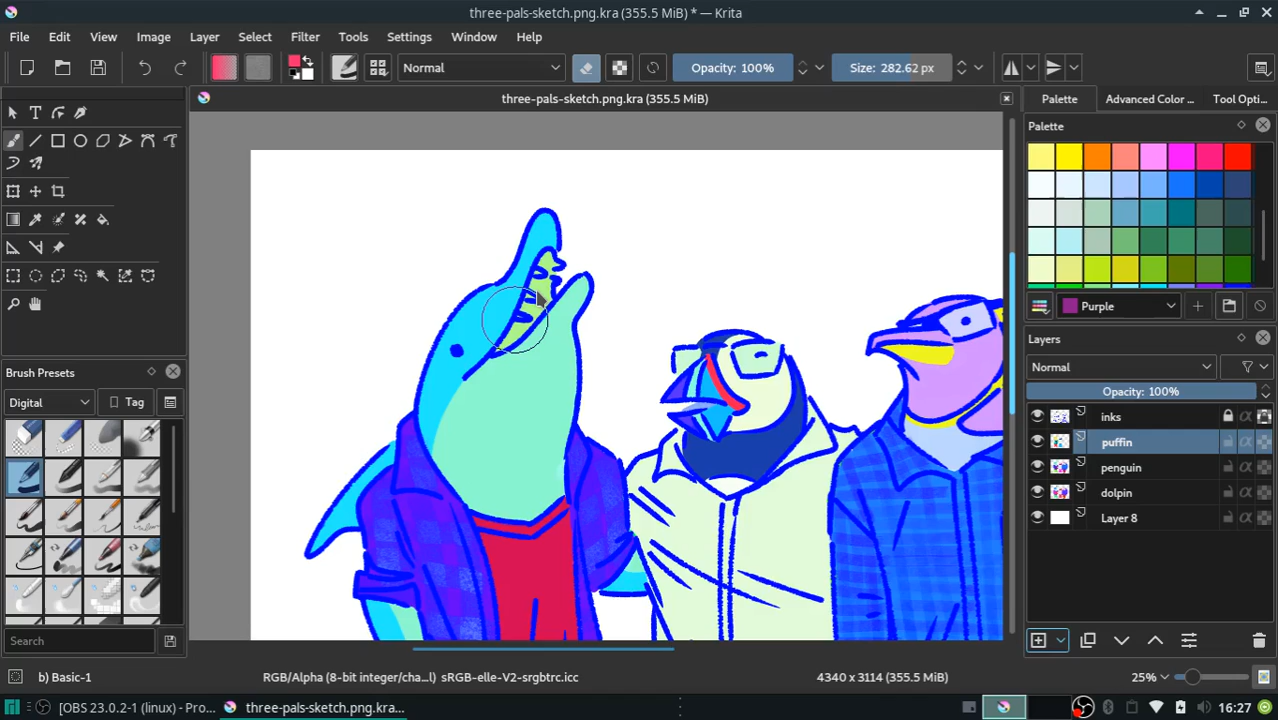 three-pals-sketch.png.kra (355.5 MiB) * — Krita
File Edit View Image Layer Select Filter Tools Settings Window Help
Normal Opacity: 100% Size: 282.62 px
three-pals-sketch.png.kra (355.5 MiB)
Palette Advanced Color ... Tool Opti...
Palette
Purple
Layers
Normal
Opacity: 100%
inks
puffin
penguin
dolpin
Layer 8
Brush Presets
Digital Tag
Search
b) Basic-1 RGB/Alpha (8-bit integer/cha...l) sRGB-elle-V2-srgbtrc.icc 4340 x 3114 (355.5 MiB) 25%
[OBS 23.0.2-1 (linux) - Pro... three-pals-sketch.png.kra... 16:27